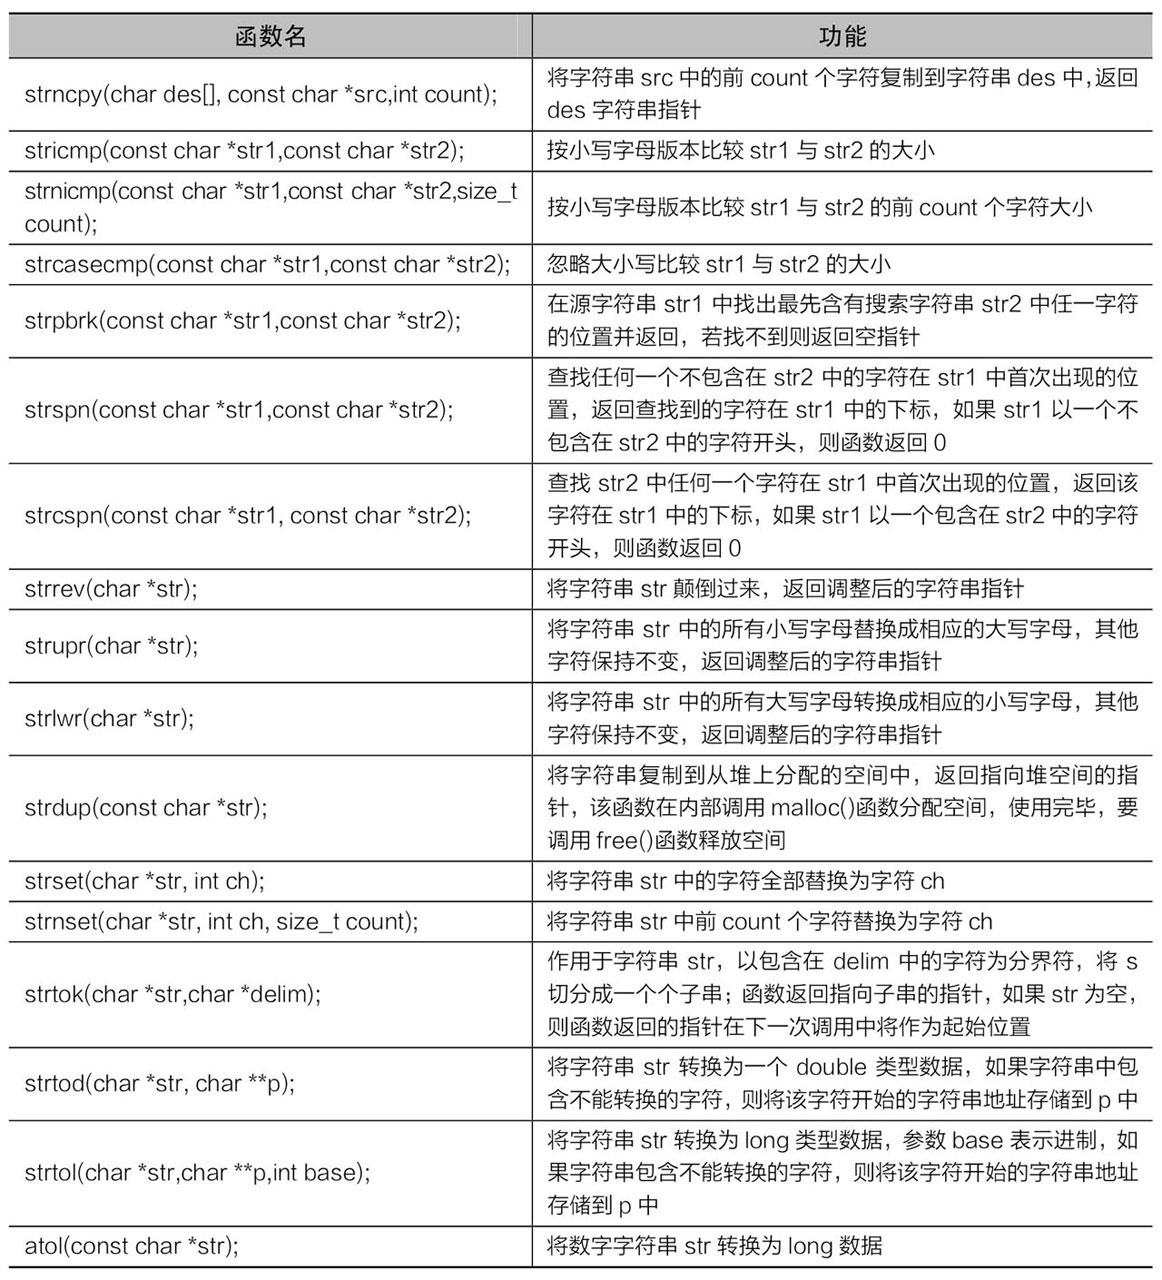 函数名
功能
strncpy(char des[], const char *src,int count);
将字符串 src 中的前 count 个字符复制到字符串 des 中,返回
des 字符串指针
stricmp(const char *str1,const char *str2);
按小写字母版本比较 str1 与 str2 的大小
strnicmp(const char *str1,const char *str2,size_t
count);
按小写字母版本比较 str1 与 str2 的前 count 个字符大小
strcasecmp(const char *str1,const char *str2);
忽略大小写比较 str1 与 str2 的大小
strpbrk(const char *str1,const char *str2);
在源字符串 str1 中找出最先含有搜索字符串 str2 中任一字符
的位置并返回，若找不到则返回空指针
strspn(const char *str1,const char *str2);
查找任何一个不包含在 str2 中的字符在 str1 中首次出现的位
置，返回查找到的字符在 str1 中的下标，如果 str1 以一个不
包含在 str2 中的字符开头，则函数返回 0
strcspn(const char *str1, const char *str2);
查找 str2 中任何一个字符在 str1 中首次出现的位置，返回该
字符在 str1 中的下标，如果 str1 以一个包含在 str2 中的字符
开头，则函数返回 0
strrev(char *str);
将字符串 str 颠倒过来，返回调整后的字符串指针
strupr(char *str);
将字符串 str 中的所有小写字母替换成相应的大写字母，其他
字符保持不变，返回调整后的字符串指针
strlwr(char *str);
将字符串 str 中的所有大写字母转换成相应的小写字母，其他
字符保持不变，返回调整后的字符串指针
strdup(const char *str);
将字符串复制到从堆上分配的空间中，返回指向堆空间的指
针，该函数在内部调用 malloc()函数分配空间，使用完毕，要
调用 free()函数释放空间
strset(char *str, int ch);
将字符串 str 中的字符全部替换为字符 ch
strnset(char *str, int ch, size_t count);
将字符串 str 中前 count 个字符替换为字符 ch
strtok(char *str,char *delim);
作用于字符串 str，以包含在 delim 中的字符为分界符，将 s
切分成一个个子串；函数返回指向子串的指针，如果 str 为空，
则函数返回的指针在下一次调用中将作为起始位置
strtod(char *str, char **p);
将字符串 str 转换为一个 double 类型数据，如果字符串中包
含不能转换的字符，则将该字符开始的字符串地址存储到 p 中
strtol(char *str,char **p,int base);
将字符串 str 转换为 long 类型数据，参数 base 表示进制，如
果字符串包含不能转换的字符，则将该字符开始的字符串地址
存储到 p 中
atol(const char *str);
将数字字符串 str 转换为 long 数据